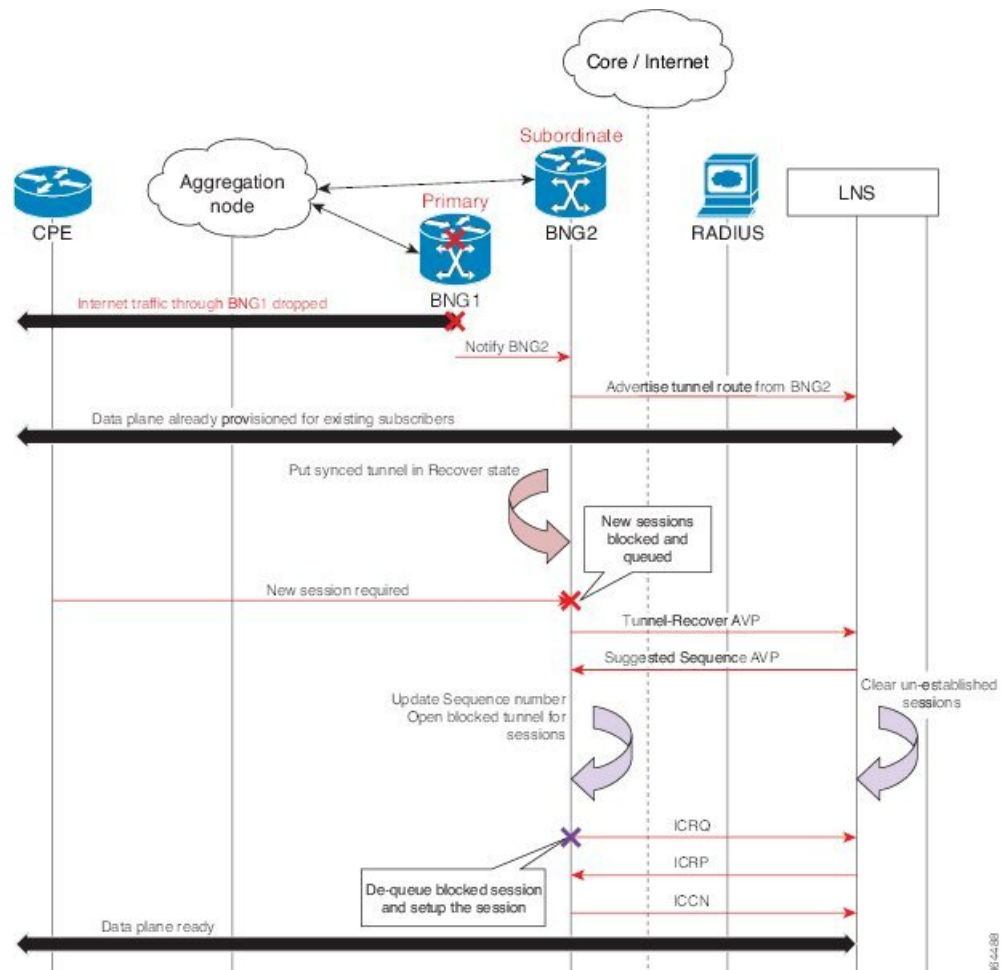 Core / Internet
Subordinate
Aggregation
node
LNS
Primary
CPE
BNG2
RADIUS
BNG1
Internet traffic through BNG1 dropped
Notify BNG2
Advertise tunnel route from BNG2
Data plane already provisioned for existing subscribers
Put synced tunnel in Recover state
New sessions
blocked and
queued
New session required
Tunnel-Recover AVP
Suggested Sequence AVP
Clear un-established
sessions
Update Sequence number
Open blocked tunnel for
sessions
ICRQ
ICRP
De-queue blocked session
and setup the session
ICCN
Data plane ready